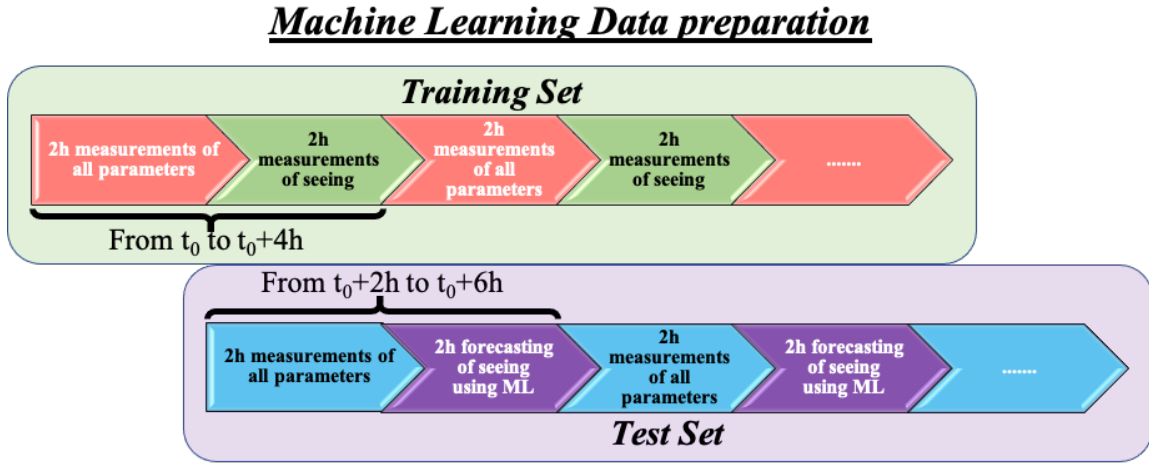 Machine Learning Data preparation
Training Set
2h measurements of
all parameters
2h
measurements
of seeing
2h
measurements
of all
parameters
2h
measurements
of seeing
.......
From t₀ to t₀+4h
From t₀+2h to t₀+6h
2h measurements of
all parameters
2h forecasting
of seeing
using ML
2h
measurements
of all
parameters
2h forecasting
of seeing
using ML
.......
Test Set